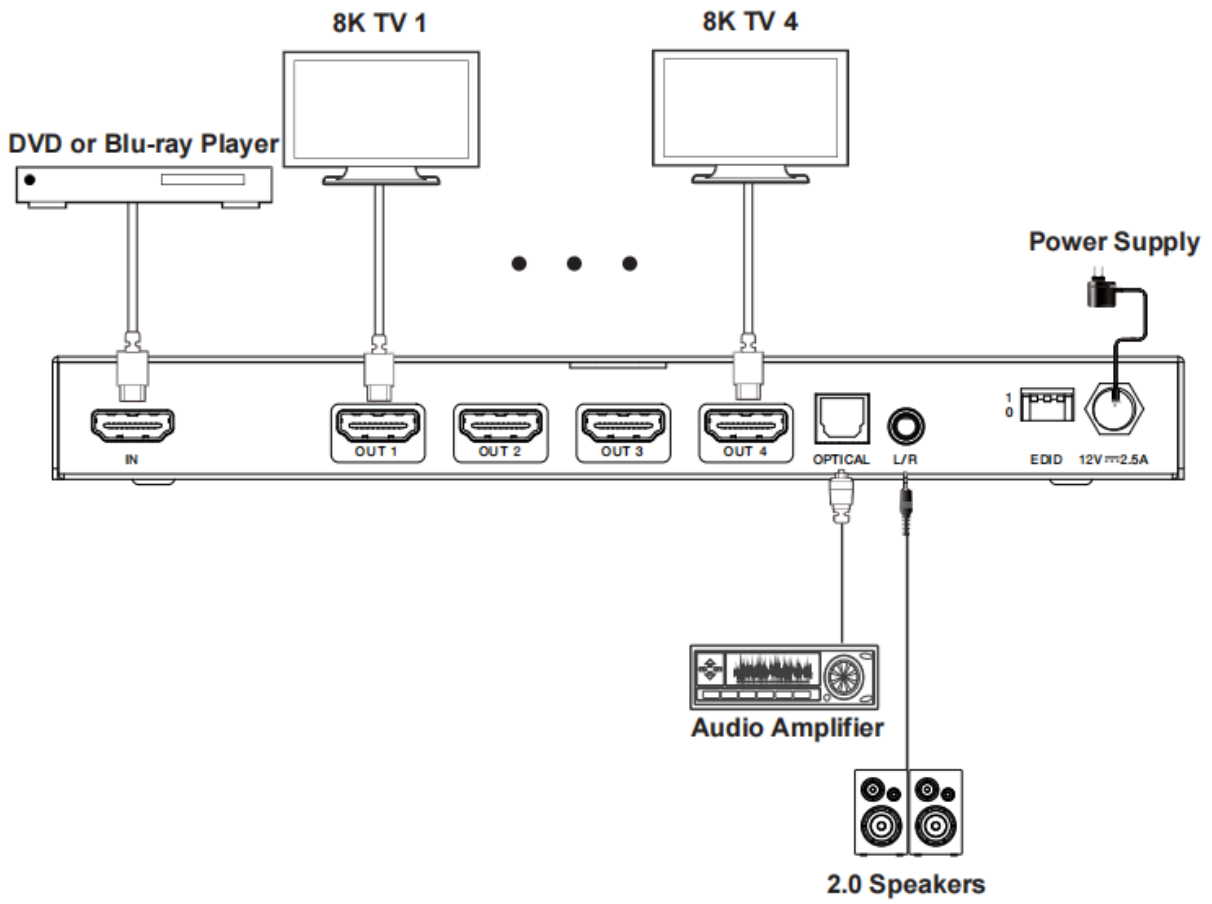 8K TV 1
8K TV 4
DVD or Blu-ray Player
Power Supply
1
0
IN
OUT 1
OUT 2
OUT 3
OUT 4
OPTICAL
L/R
EDID
12V⎓2.5A
Audio Amplifier
2.0 Speakers